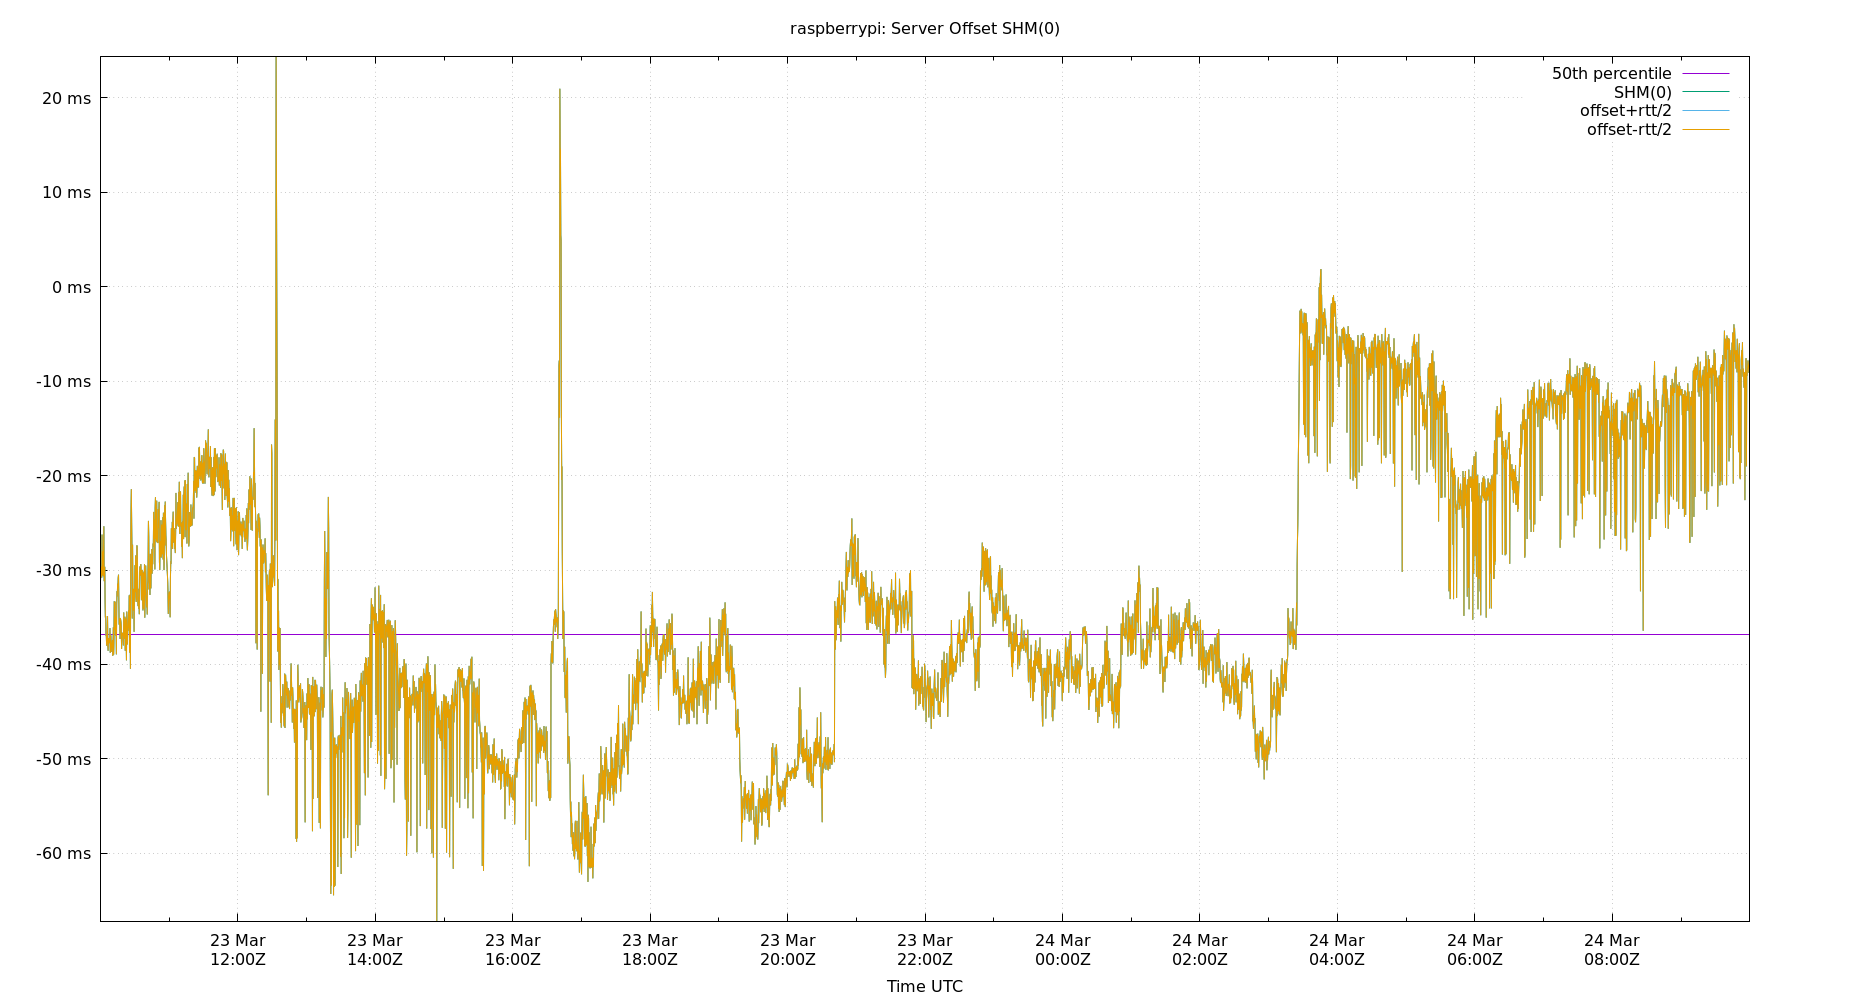 raspberrypi: Server Offset SHM(0)
50th percentile
SHM(0)
offset+rtt/2
offset-rtt/2
20 ms
10 ms
0 ms
-10 ms
-20 ms
-30 ms
-40 ms
-50 ms
-60 ms
23 Mar 23 Mar 23 Mar 23 Mar 23 Mar 23 Mar 24 Mar 24 Mar 24 Mar 24 Mar 24 Mar
12:00Z 14:00Z 16:00Z 18:00Z 20:00Z 22:00Z 00:00Z 02:00Z 04:00Z 06:00Z 08:00Z
Time UTC